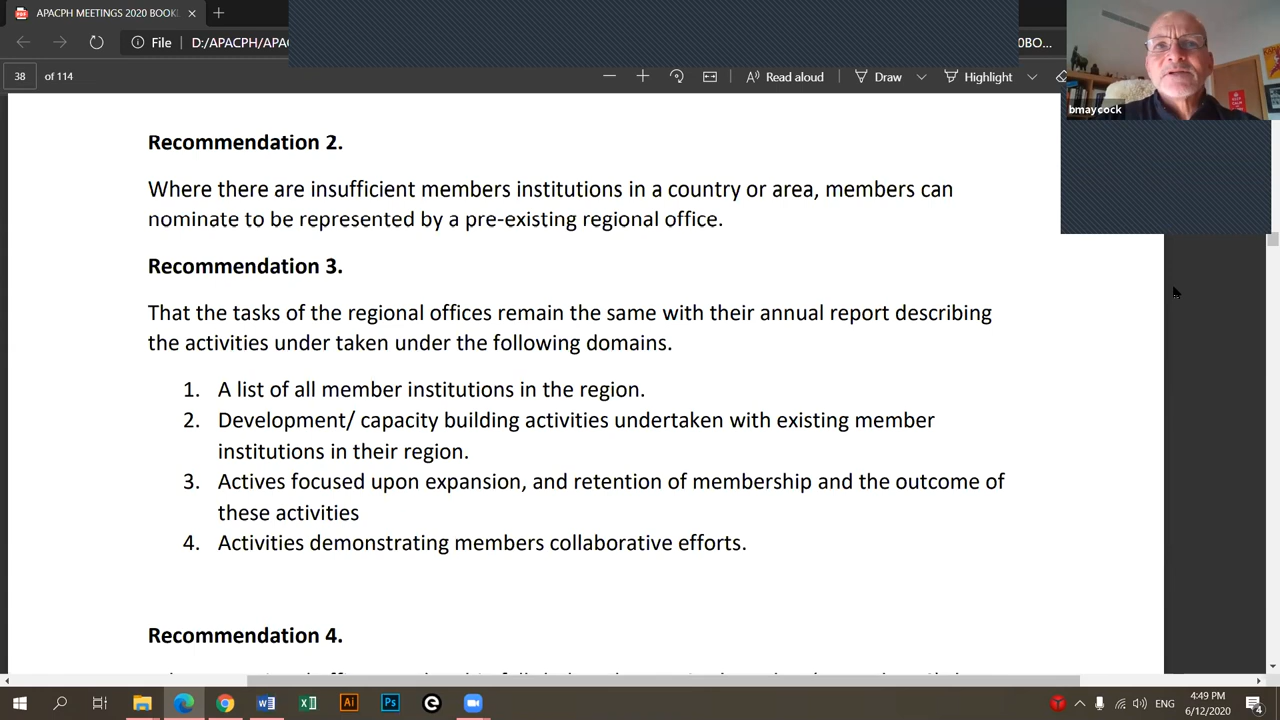 APACPH MEETINGS 2020 BOOK
File D:/APACPH/APA 0BO...
38 of 114 Read aloud Draw Highlight
bmaycock
Recommendation 2.
Where there are insufficient members institutions in a country or area, members can
nominate to be represented by a pre-existing regional office.
Recommendation 3.
That the tasks of the regional offices remain the same with their annual report describing
the activities under taken under the following domains.
1. A list of all member institutions in the region.
2. Development/ capacity building activities undertaken with existing member
institutions in their region.
3. Actives focused upon expansion, and retention of membership and the outcome of
these activities
4. Activities demonstrating members collaborative efforts.
Recommendation 4.
Ai Ps ENG 4:49 PM
6/12/2020 4